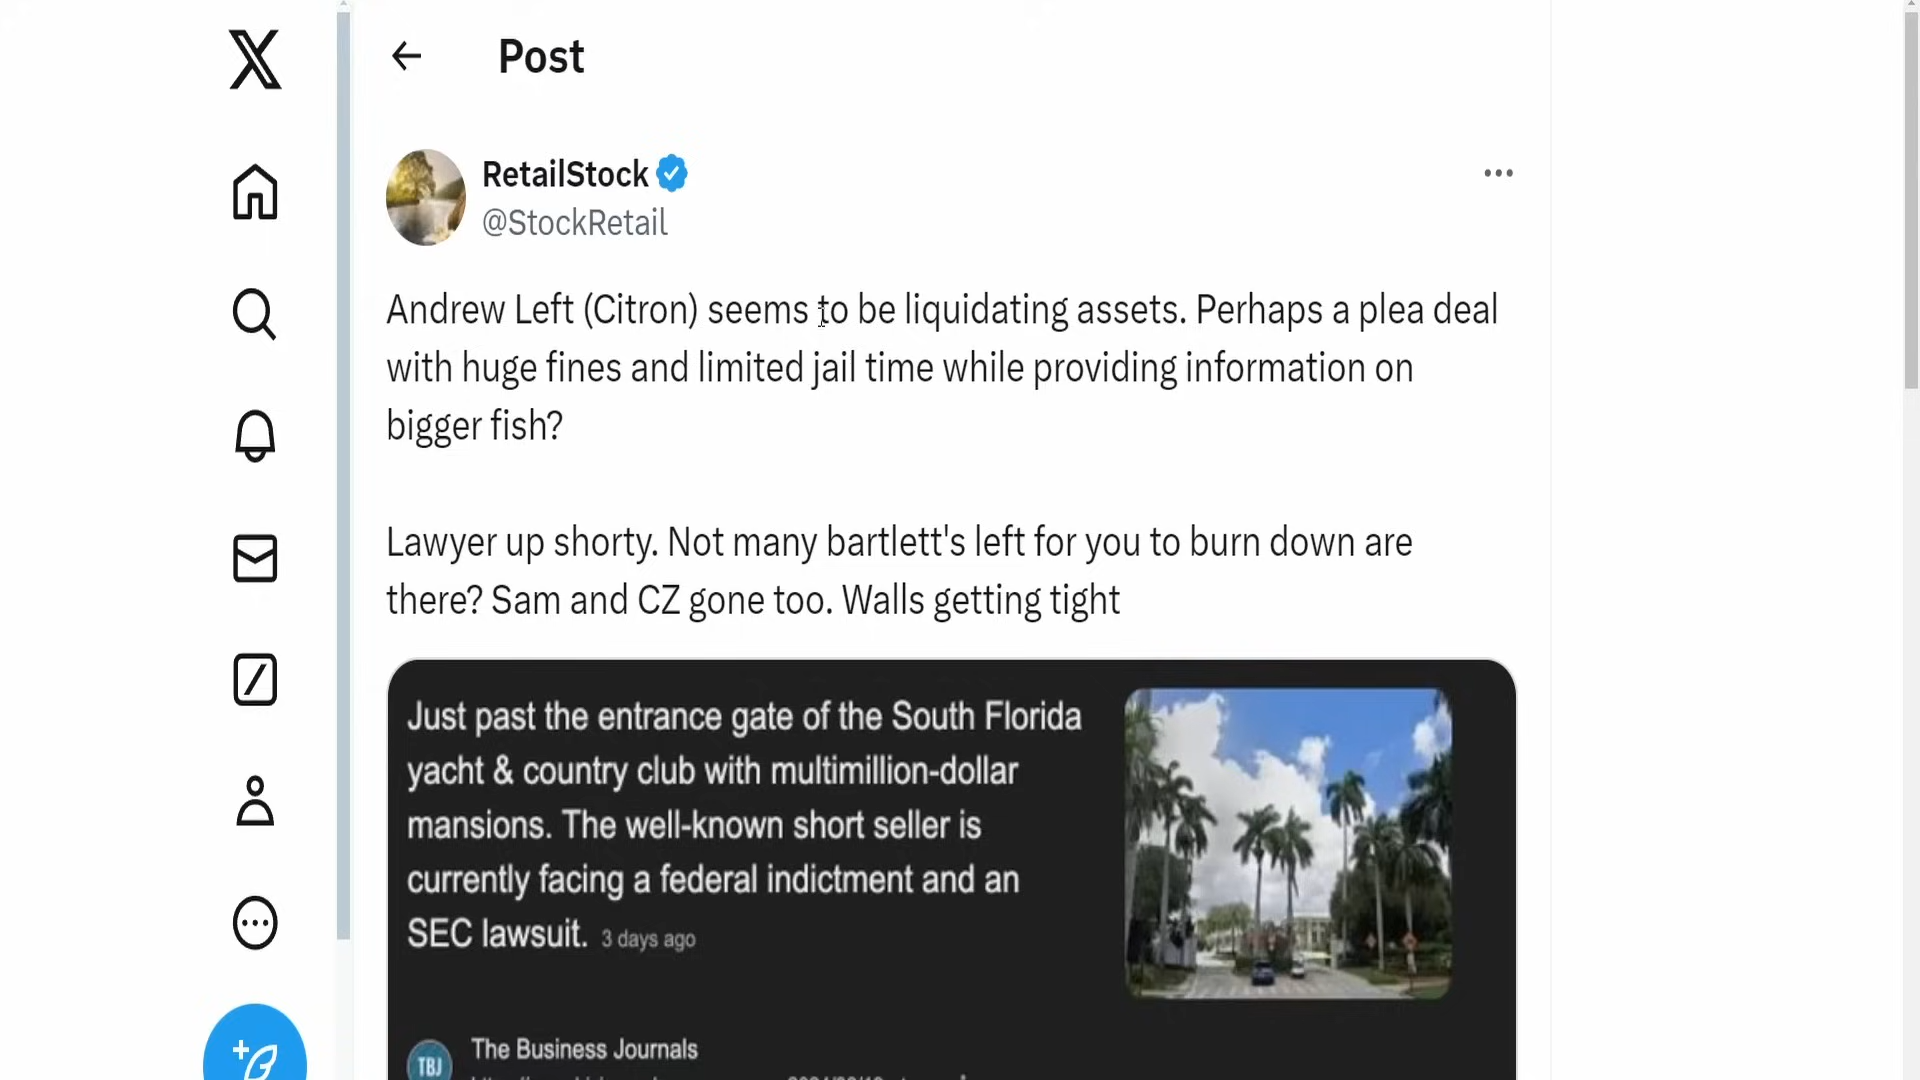 Post
RetailStock
@StockRetail
Andrew Left (Citron) seems to be liquidating assets. Perhaps a plea deal
with huge fines and limited jail time while providing information on
bigger fish?
Lawyer up shorty. Not many bartlett's left for you to burn down are
there? Sam and CZ gone too. Walls getting tight
Just past the entrance gate of the South Florida
yacht & country club with multimillion-dollar
mansions. The well-known short seller is
currently facing a federal indictment and an
SEC lawsuit. 3 days ago
TBJ
The Business Journals